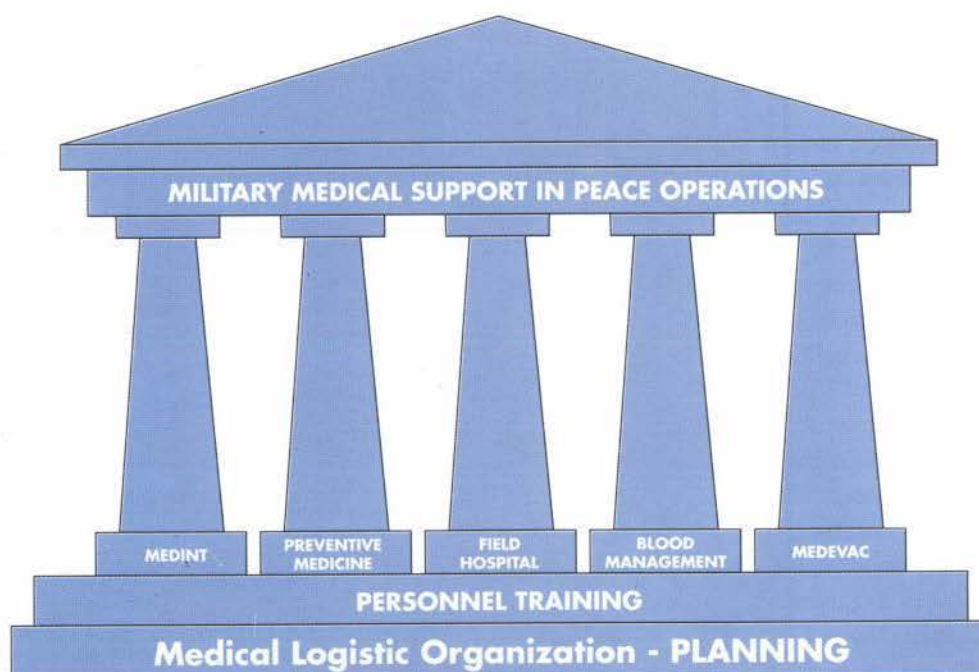 MILITARY MEDICAL SUPPORT IN PEACE OPERATIONS
MEDINT
PREVENTIVE
MEDICINE
FIELD
HOSPITAL
BLOOD
MANAGEMENT
MEDEVAC
PERSONNEL TRAINING
Medical Logistic Organization - PLANNING